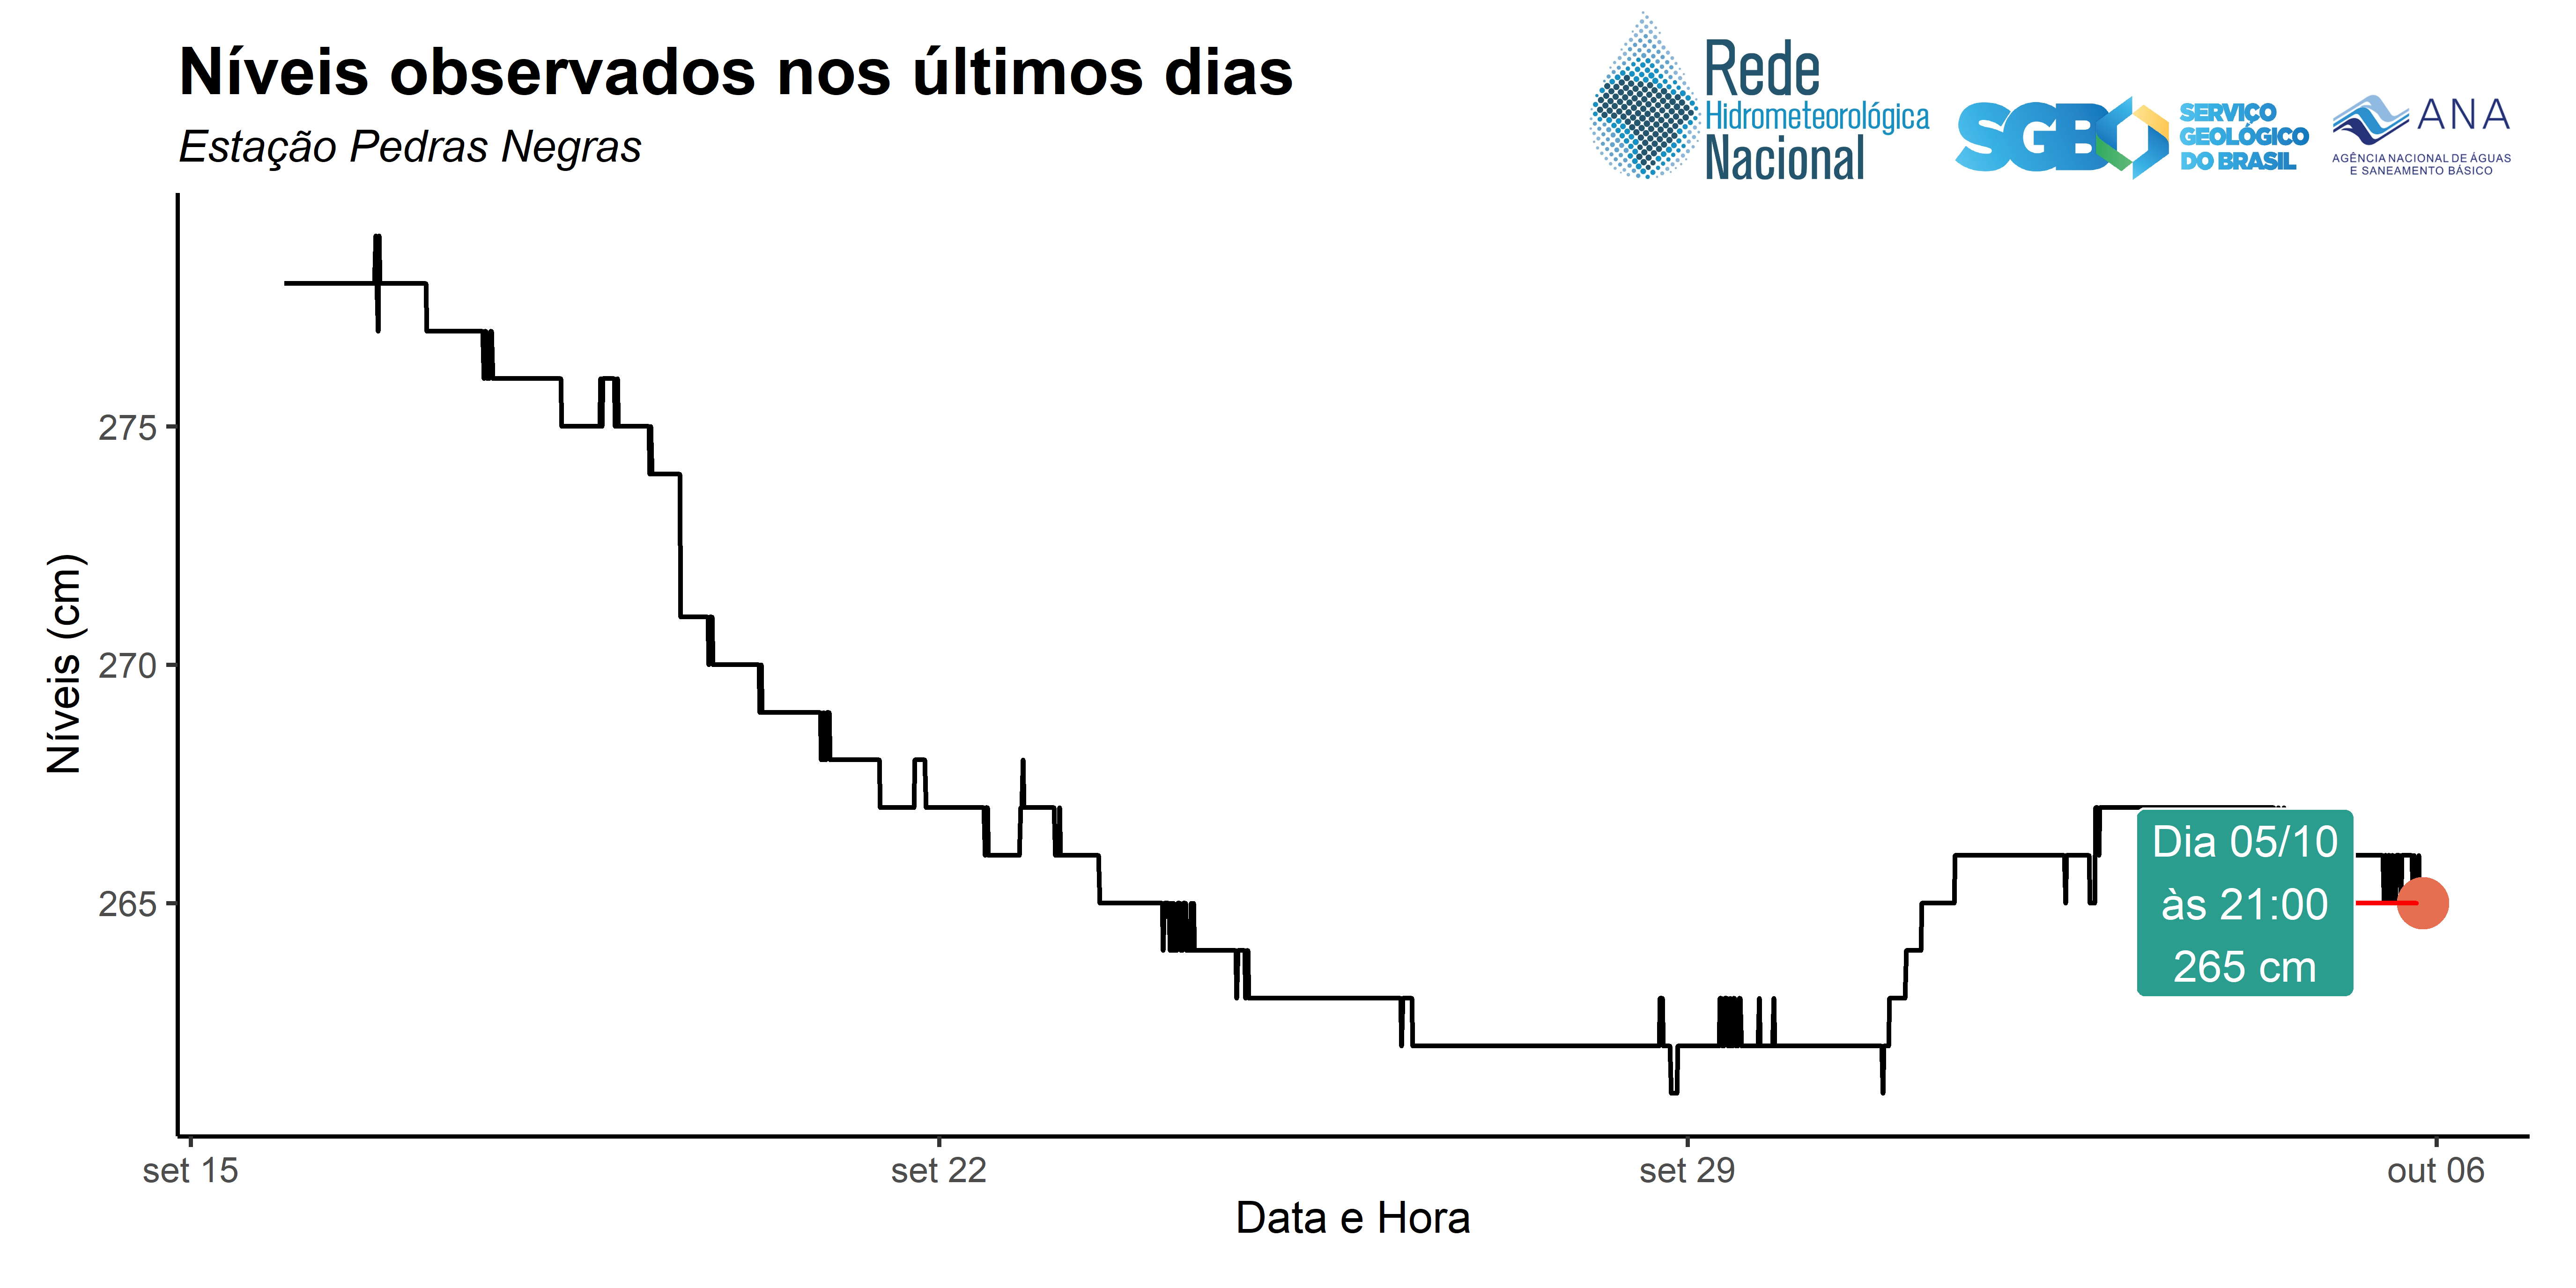 Níveis observados nos últimos dias
Estação Pedras Negras
Rede
Hidrometeorológica
Nacional
SGB
SERVIÇO
GEOLÓGICO
DO BRASIL
ANA
AGÊNCIA NACIONAL DE ÁGUAS
E SANEAMENTO BÁSICO
Níveis (cm)
275
270
265
Dia 05/10
às 21:00
265 cm
set 15
set 22
set 29
out 06
Data e Hora